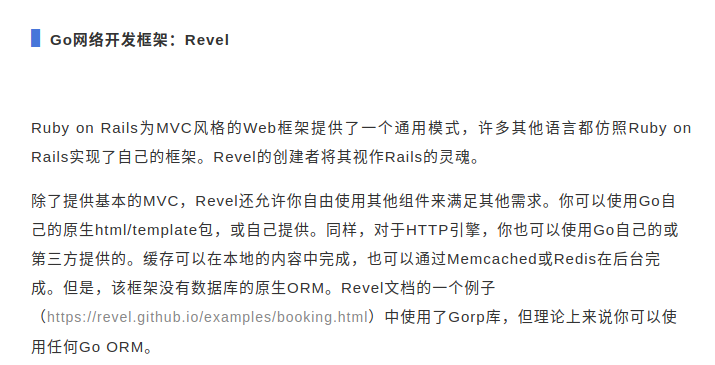 Go网络开发框架：Revel
Ruby on Rails为MVC风格的Web框架提供了一个通用模式，许多其他语言都仿照Ruby on
Rails实现了自己的框架。Revel的创建者将其视作Rails的灵魂。
除了提供基本的MVC，Revel还允许你自由使用其他组件来满足其他需求。你可以使用Go自
己的原生html/template包，或自己提供。同样，对于HTTP引擎，你也可以使用Go自己的或
第三方提供的。缓存可以在本地的内容中完成，也可以通过Memcached或Redis在后台完
成。但是，该框架没有数据库的原生ORM。Revel文档的一个例子
（https://revel.github.io/examples/booking.html）中使用了Gorp库，但理论上来说你可以使
用任何Go ORM。